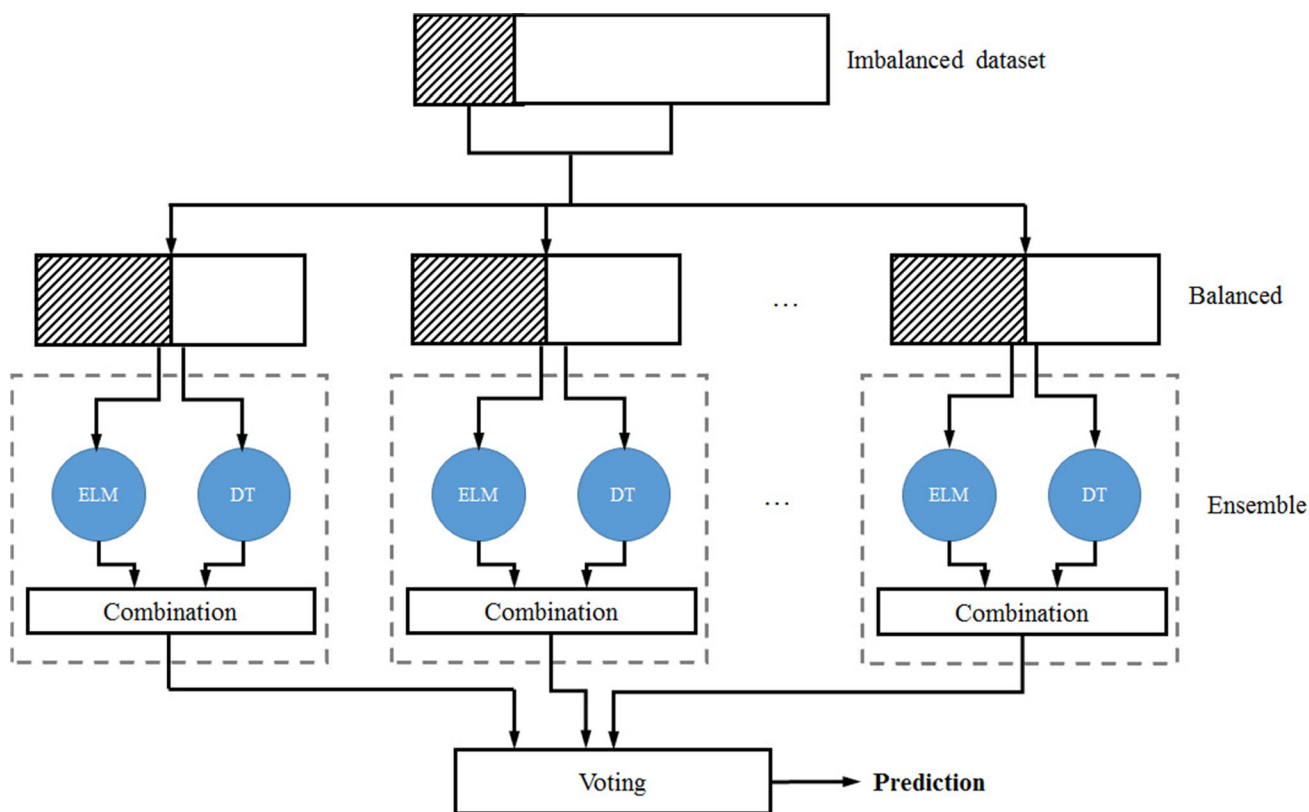 Imbalanced dataset
...
Balanced
ELM
DT
ELM
DT
...
ELM
DT
Ensemble
Combination
Combination
Combination
Voting
Prediction